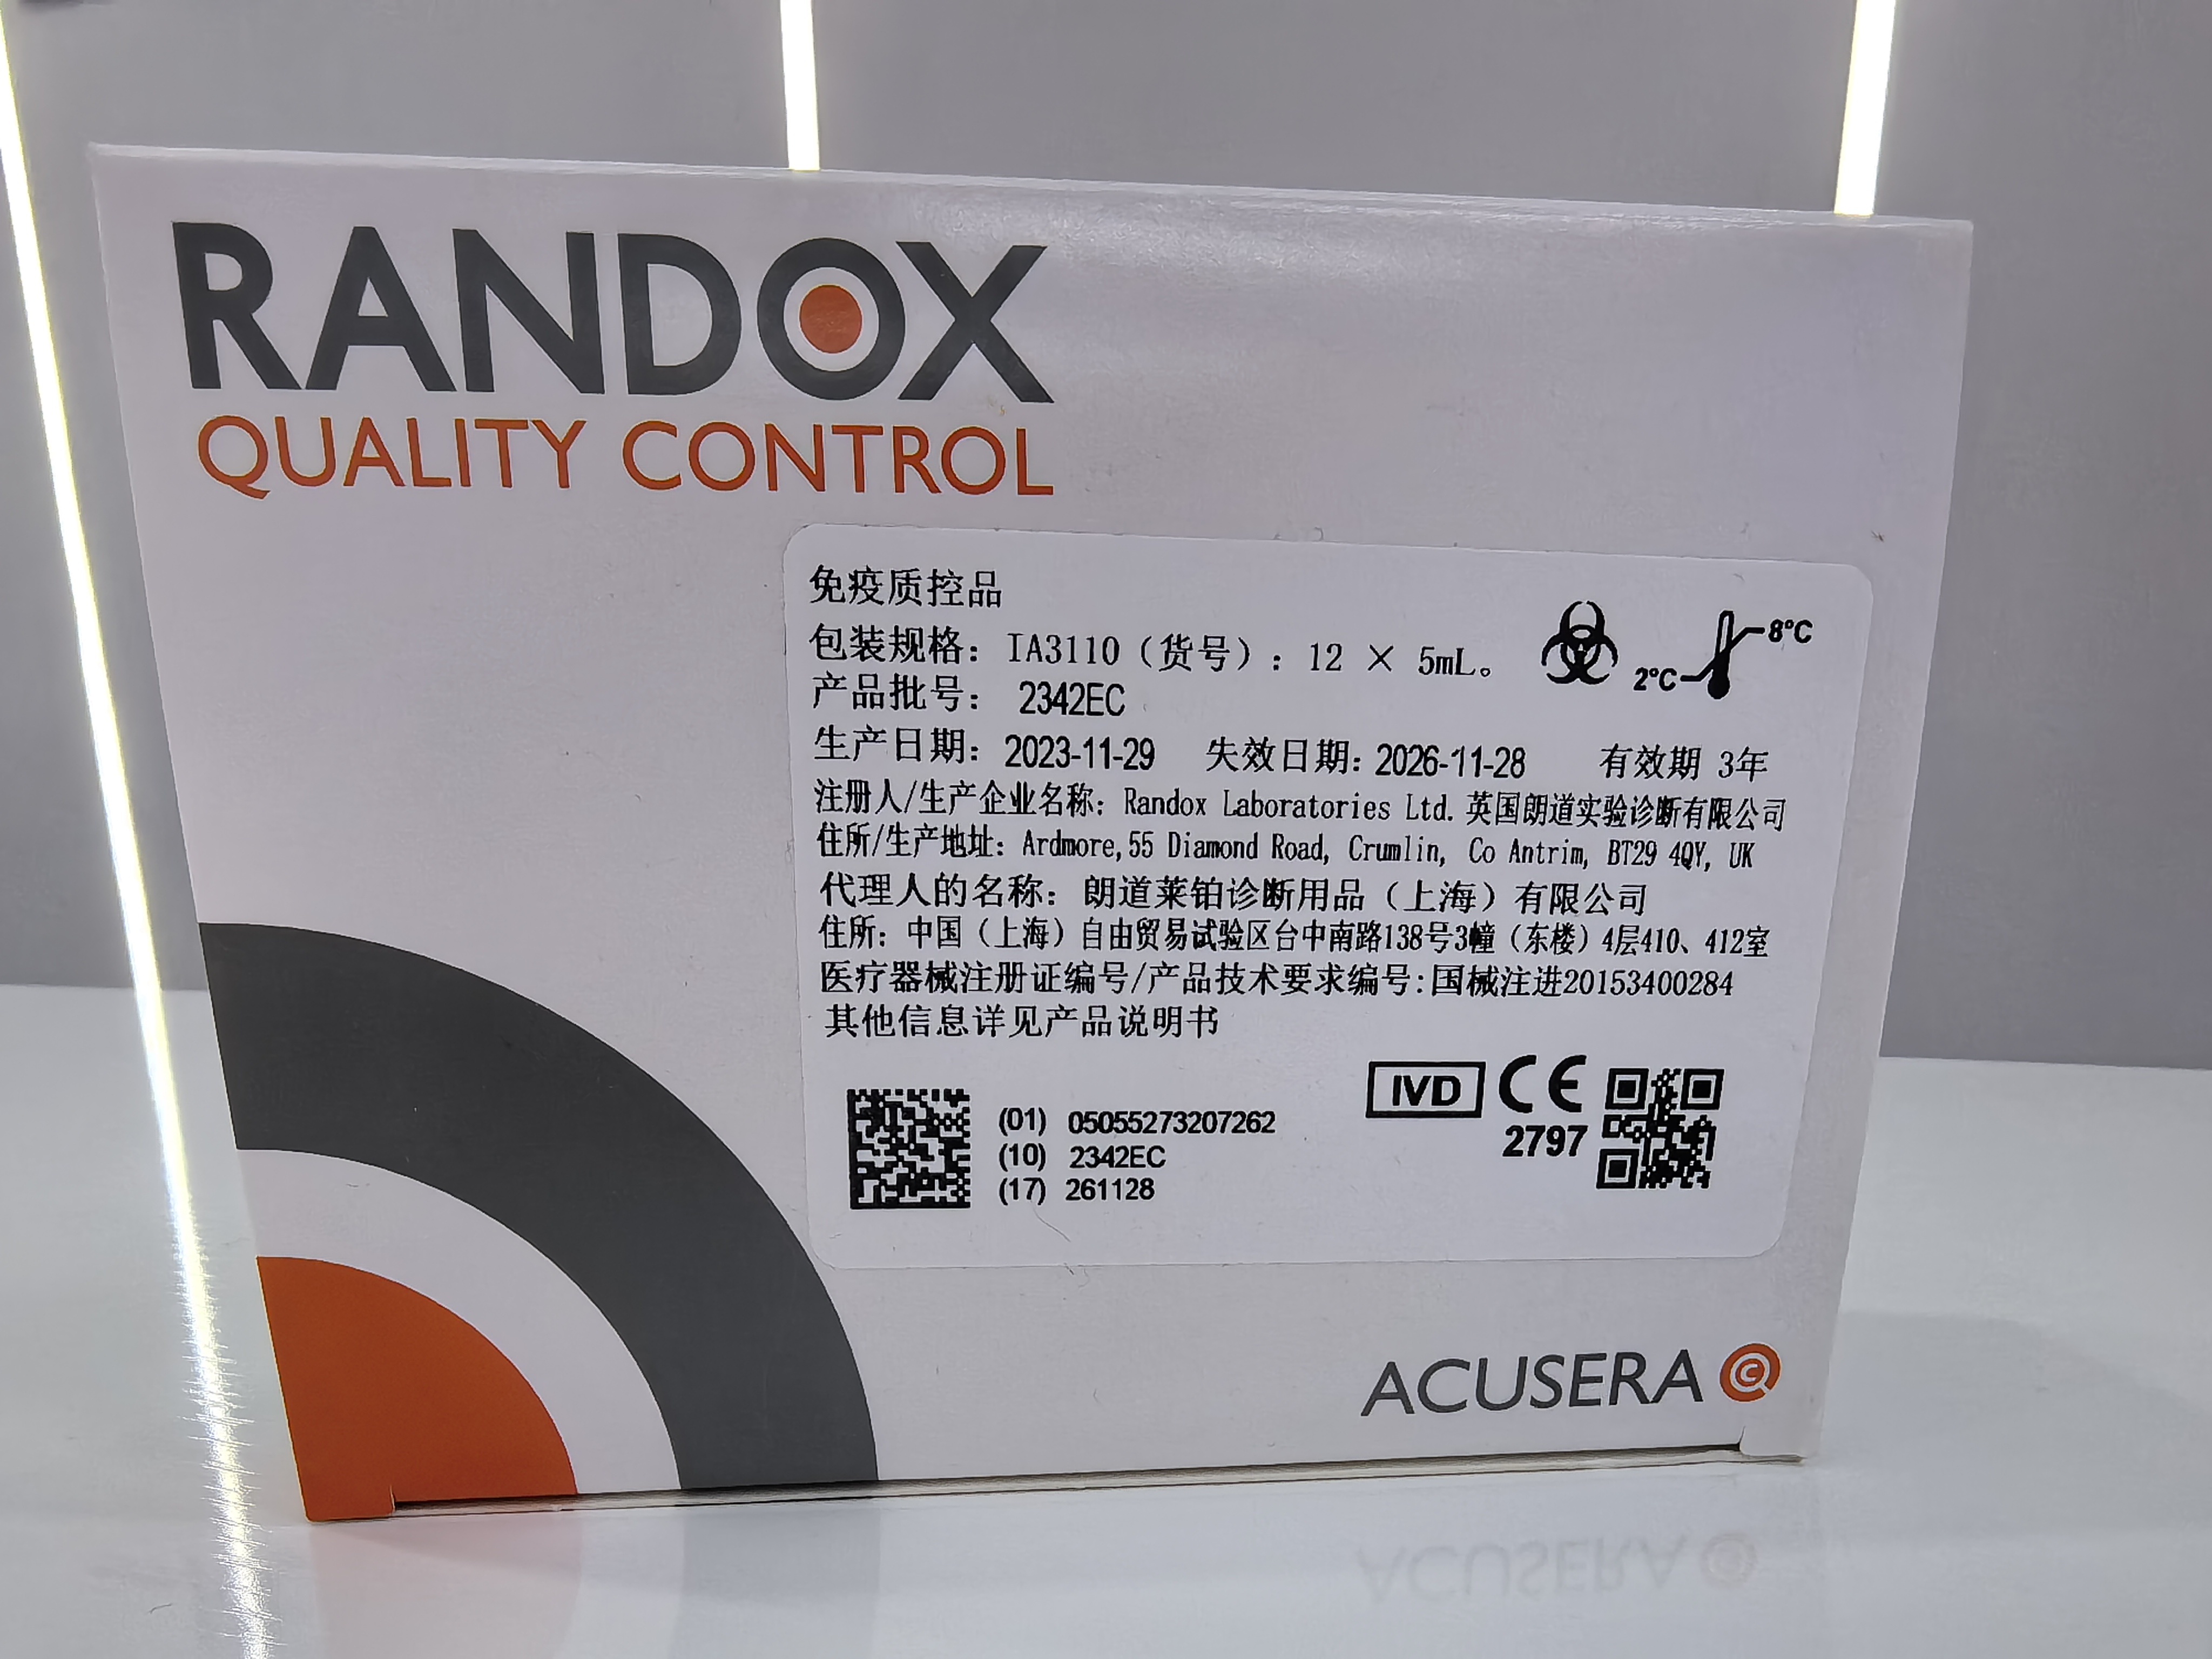 RANDOX
QUALITY CONTROL
免疫质控品
包装规格：IA3110（货号）：12 × 5mL。
8°C
2°C
产品批号：2342EC
生产日期：2023-11-29 失效日期：2026-11-28 有效期 3年
注册人/生产企业名称：Randox Laboratories Ltd. 英国朗道实验诊断有限公司
住所/生产地址：Ardmore,55 Diamond Road, Crumlin, Co Antrim, BT29 4QY, UK
代理人的名称：朗道莱铂诊断用品（上海）有限公司
住所：中国（上海）自由贸易试验区台中南路138号3幢（东楼）4层410、412室
医疗器械注册证编号/产品技术要求编号:国械注进20153400284
其他信息详见产品说明书
(01) 05055273207262
(10) 2342EC
(17) 261128
IVD CE
2797
ACUSERA